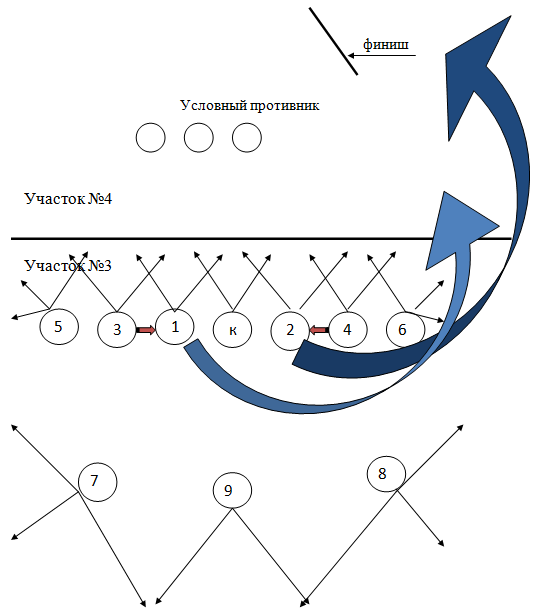 финиш
Условный противник
Участок №4
Участок №3
5 3 1 к 2 4 6
7 9 8